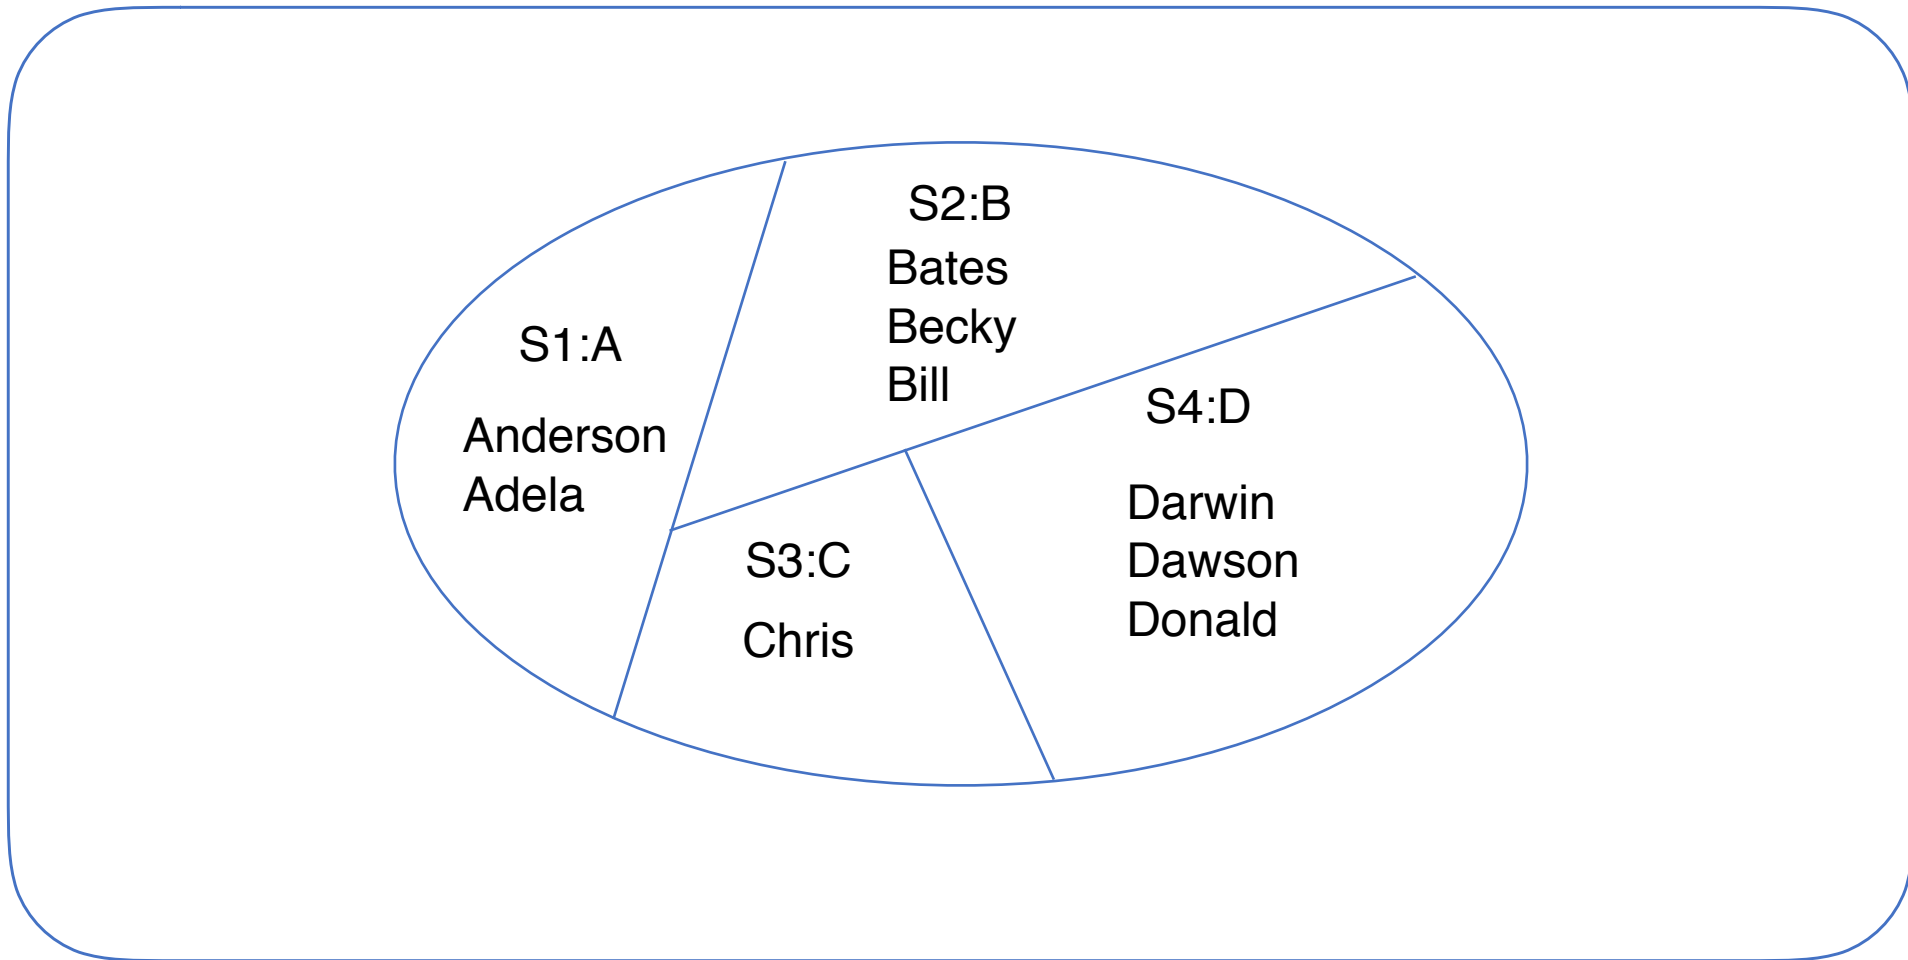 S1:A
Anderson
Adela
S2:B
Bates
Becky
Bill
S3:C
Chris
S4:D
Darwin
Dawson
Donald